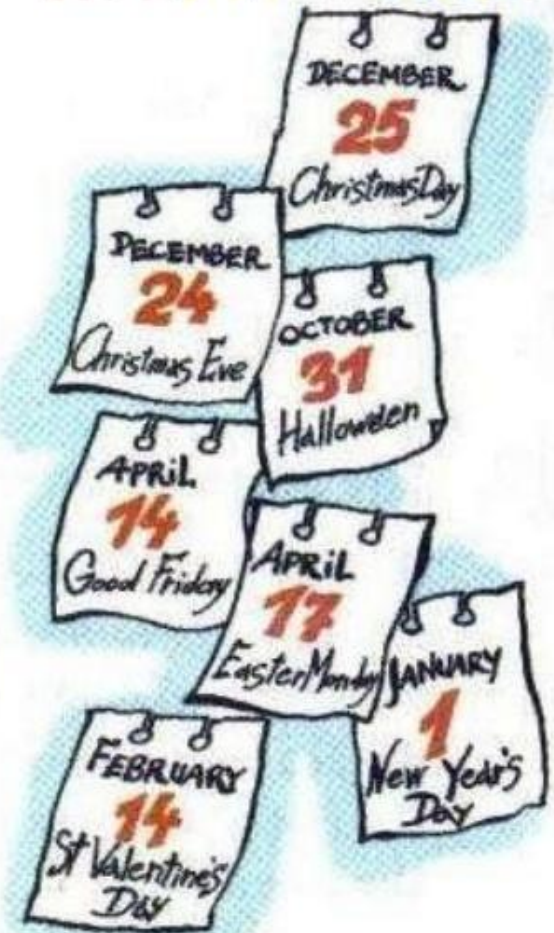 DECEMBER
25
Christmas Day
DECEMBER
24
Christmas Eve
OCTOBER
31
Halloween
APRIL
14
Good Friday
APRIL
17
Easter Monday
JANUARY
1
New Year's
Day
FEBRUARY
14
St Valentine's
Day